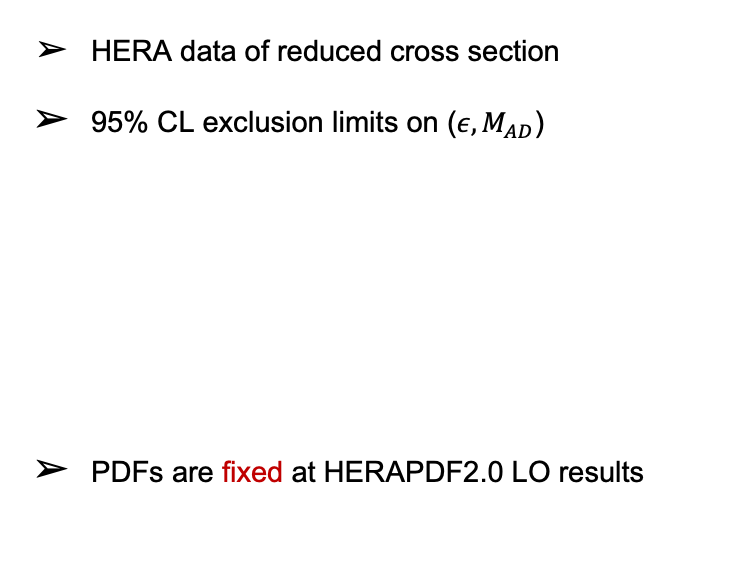 ➢ HERA data of reduced cross section
➢ 95% CL exclusion limits on (ϵ, M_AD)
➢ PDFs are fixed at HERAPDF2.0 LO results